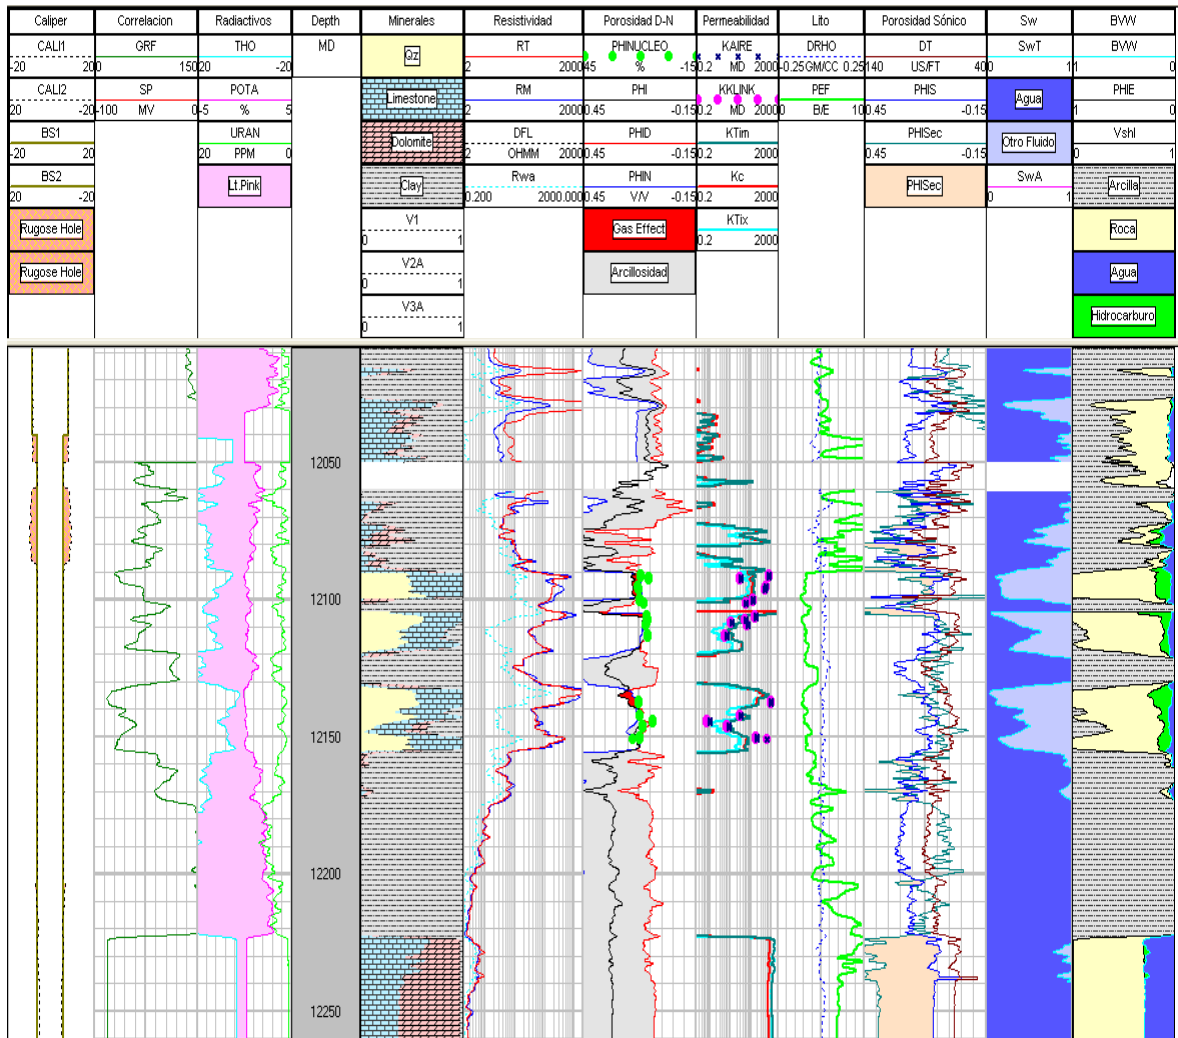 Caliper Correlacion Radiactivos Depth Minerales Resistividad Porosidad D-N Permeabilidad Lito Porosidad Sónico Sw BVW
CALI1 GRF THO MD Qz RT PHINUCLEO KAIRE DRHO DT SwT BVW
-20 20 0 150 20 -20 2 2000 45 % -15 0.2 MD 2000 -0.25 GM/CC 0.25 140 US/FT 40 0 1 1 0
CALI2 SP POTA Limestone RM PHI KKLINK PEF PHIS Agua PHIE
20 -20 -100 MV 0 -5 % 5 2 2000 0.45 -0.15 0.2 MD 2000 0 B/E 10 0.45 -0.15 1 0
BS1 URAN Dolomite DFL PHID KTim PHISec Otro Fluido Vshl
-20 20 20 PPM 0 2 OHMM 2000 0.45 -0.15 0.2 2000 0.45 -0.15 0 1
BS2 Lt.Pink Clay Rwa PHIN Kc PHISec SwA Arcilla
20 -20 0.200 2000.000 0.45 V/V -0.15 0.2 2000 0 1
Rugose Hole V1 Gas Effect KTix Roca
0 1 0.2 2000
Rugose Hole V2A Arcillosidad Agua
0 1
V3A Hidrocarburo
0 1
12050
12100
12150
12200
12250